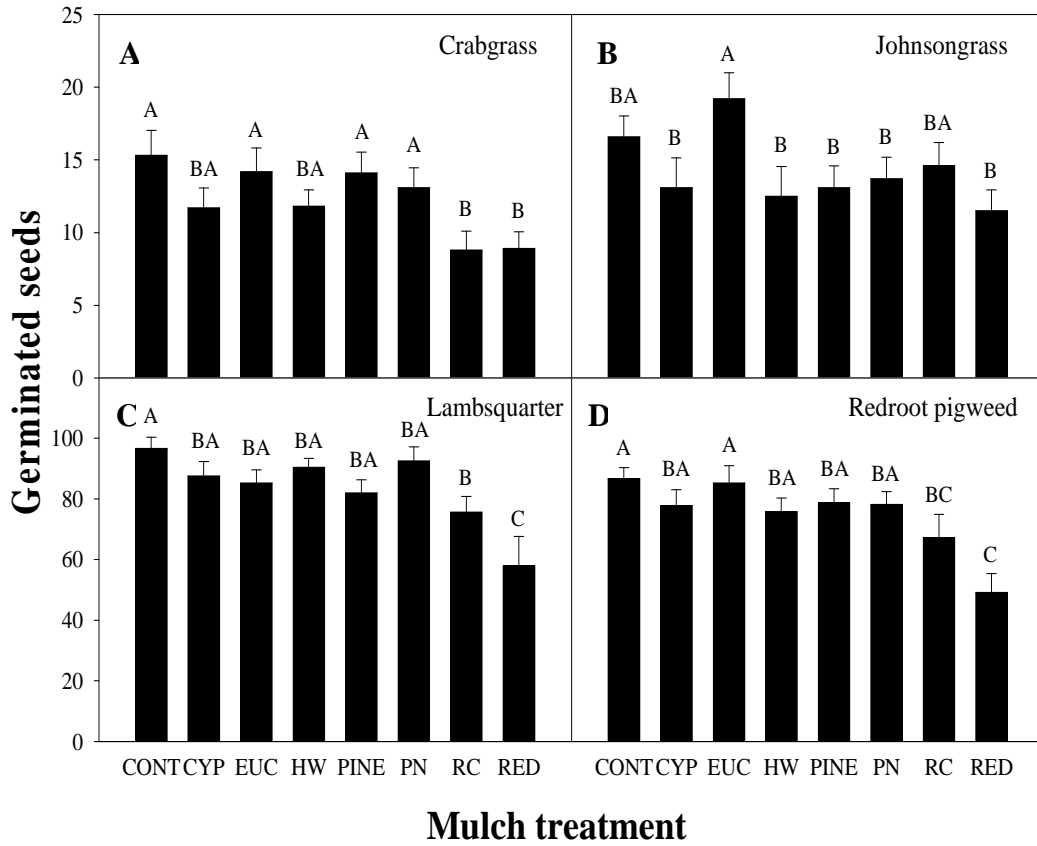 Germinated seeds
25
20
15
10
5
0
A
Crabgrass
A
BA
A
BA
A
A
B
B
B
Johnsongrass
BA
B
A
B
B
B
BA
B
100
80
60
40
20
0
C
Lambsquarter
A
BA
BA
BA
BA
BA
B
C
D
Redroot pigweed
A
BA
A
BA
BA
BA
BC
C
CONT CYP EUC HW PINE PN RC RED
CONT CYP EUC HW PINE PN RC RED
Mulch treatment